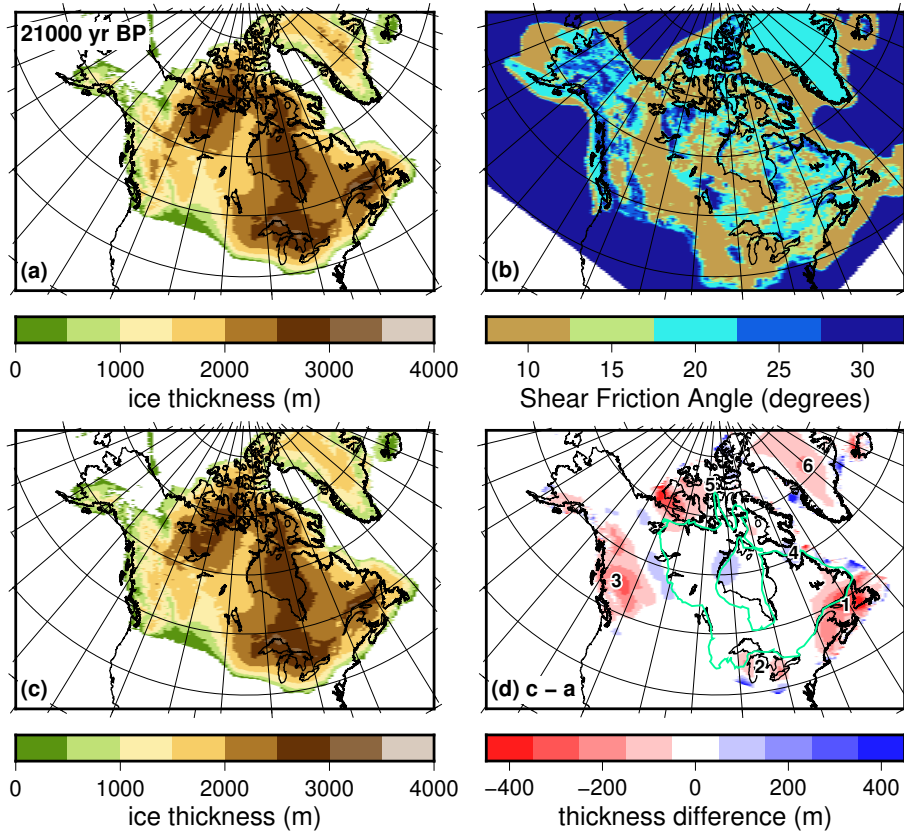 21000 yr BP
(a)
(b)
0 1000 2000 3000 4000
ice thickness (m)
10 15 20 25 30
Shear Friction Angle (degrees)
6
5
4
3
1
2
(c)
(d) c − a
0 1000 2000 3000 4000
ice thickness (m)
−400 −200 0 200 400
thickness difference (m)